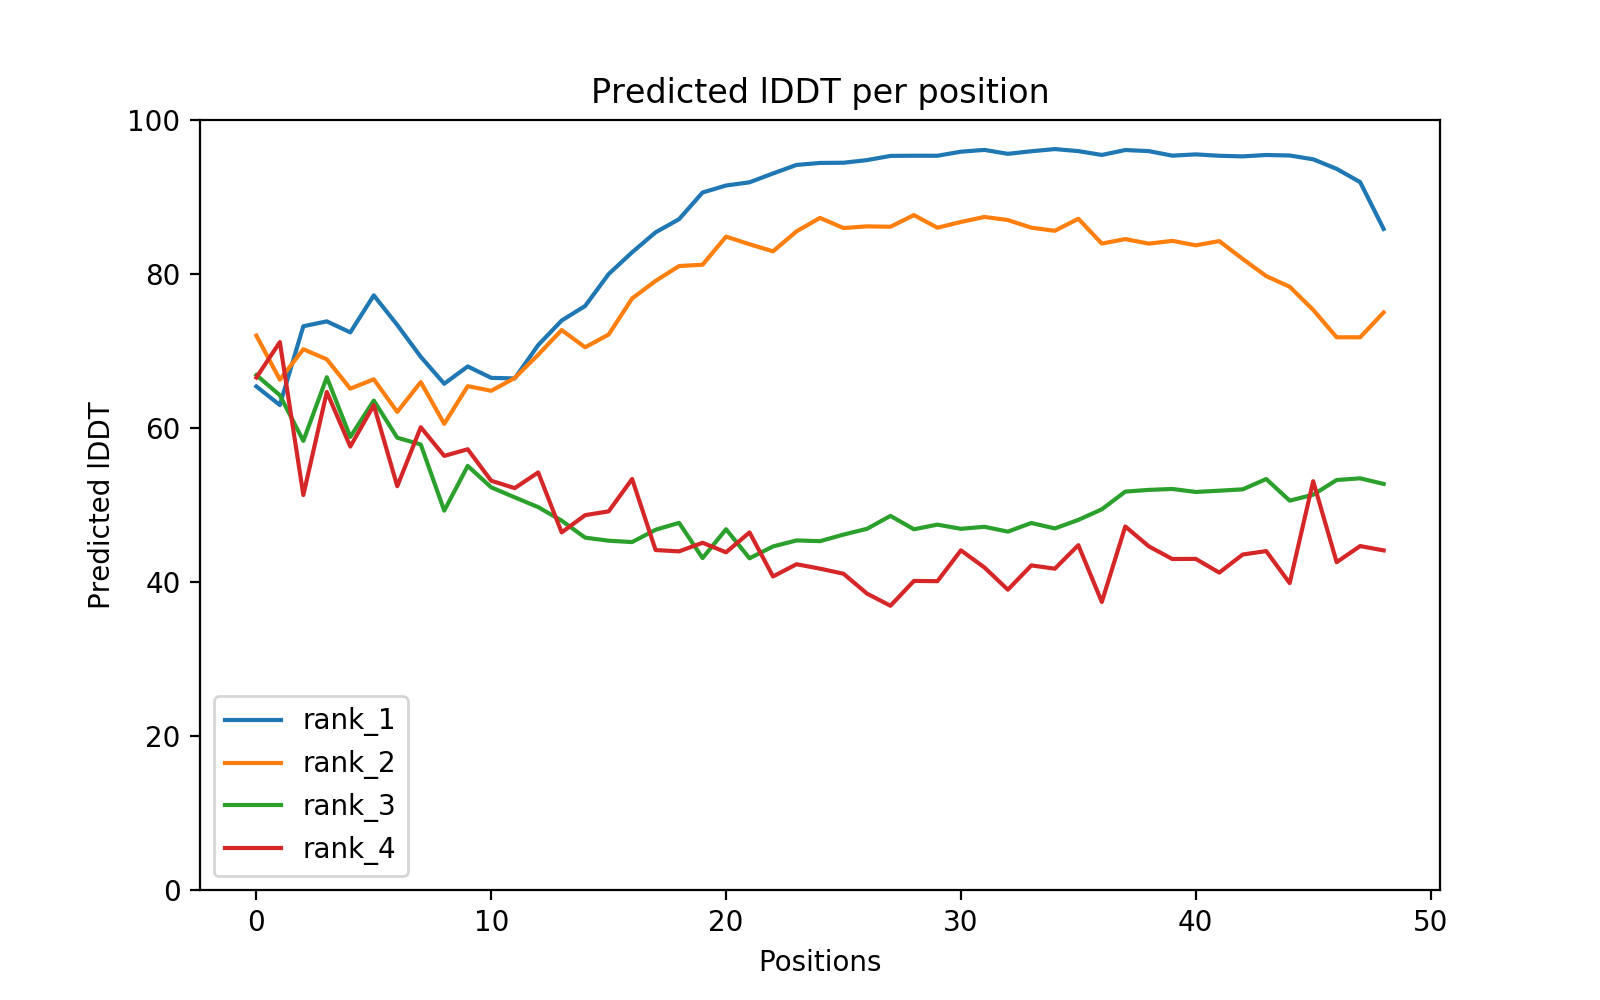 Predicted lDDT per position
100
80
60
40
20
0
Predicted lDDT
rank_1
rank_2
rank_3
rank_4
0 10 20 30 40 50
Positions